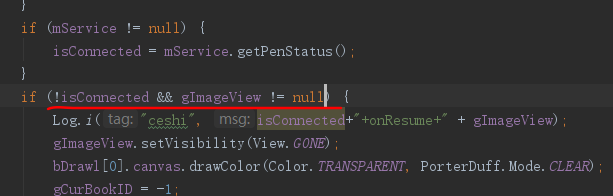 }
if (mService != null) {
isConnected = mService.getPenStatus();
}
if (!isConnected && gImageView != null) {
Log.i( tag: "ceshi", msg: isConnected+"+onResume+" + gImageView);
gImageView.setVisibility(View.GONE);
bDrawl[0].canvas.drawColor(Color.TRANSPARENT, PorterDuff.Mode.CLEAR);
gCurBookID = -1;